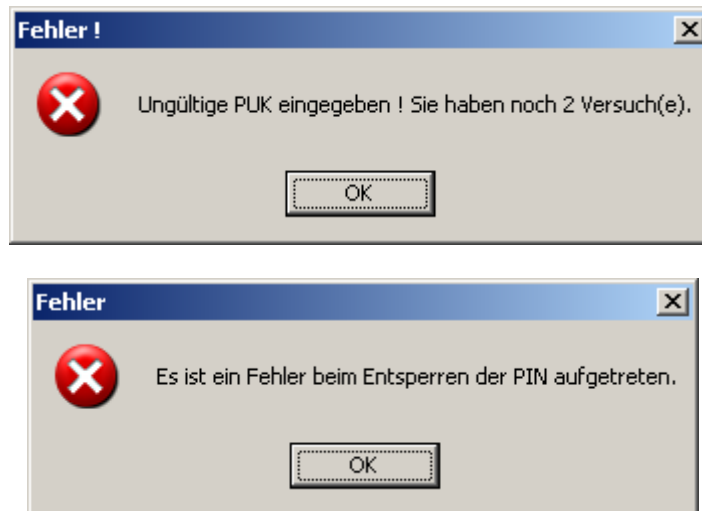 Fehler !
Ungültige PUK eingegeben ! Sie haben noch 2 Versuch(e).
OK
Fehler
Es ist ein Fehler beim Entsperren der PIN aufgetreten.
OK